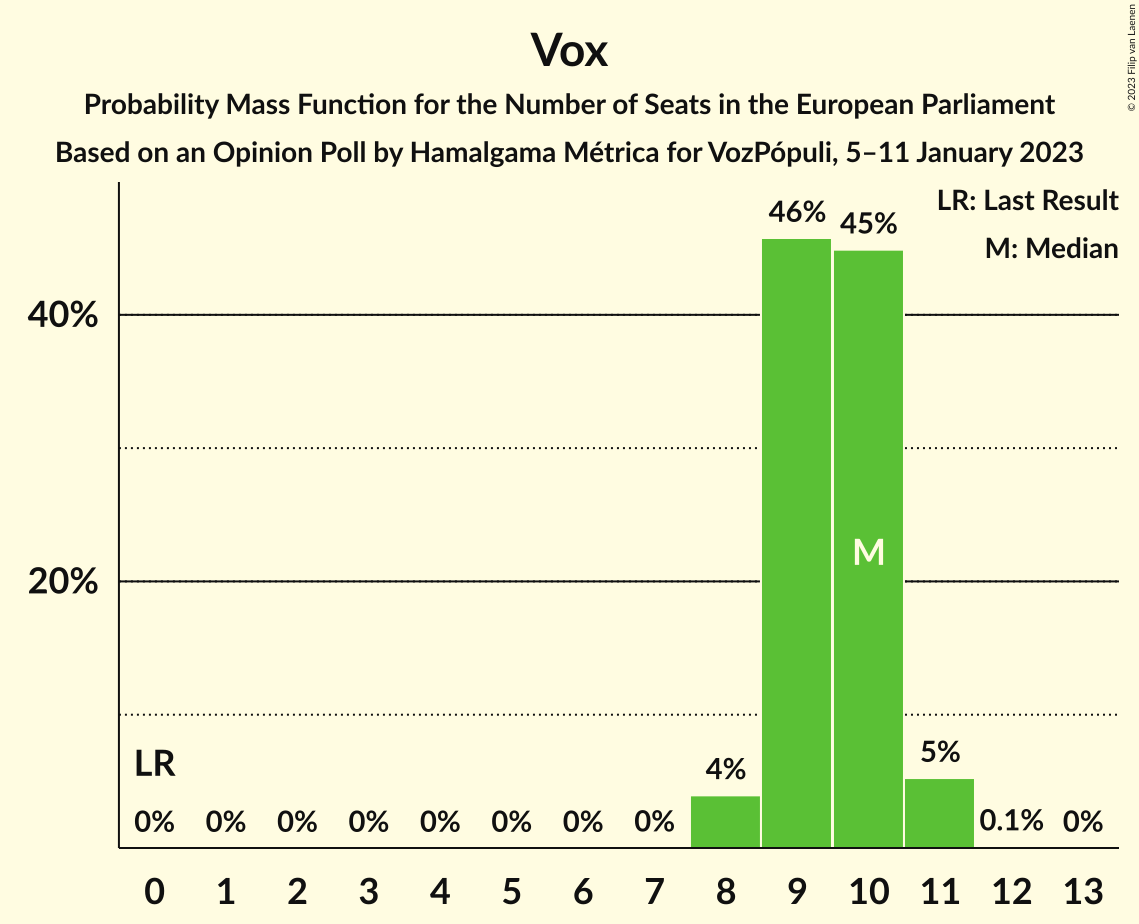 Vox
Probability Mass Function for the Number of Seats in the European Parliament
Based on an Opinion Poll by Hamalgama Métrica for VozPópuli, 5–11 January 2023
© 2023 Filip van Laenen
LR: Last Result
M: Median
46% 45%
40%
M
20%
LR
0% 0% 0% 0% 0% 0% 0% 0% 4% 5% 0.1% 0%
0 1 2 3 4 5 6 7 8 9 10 11 12 13